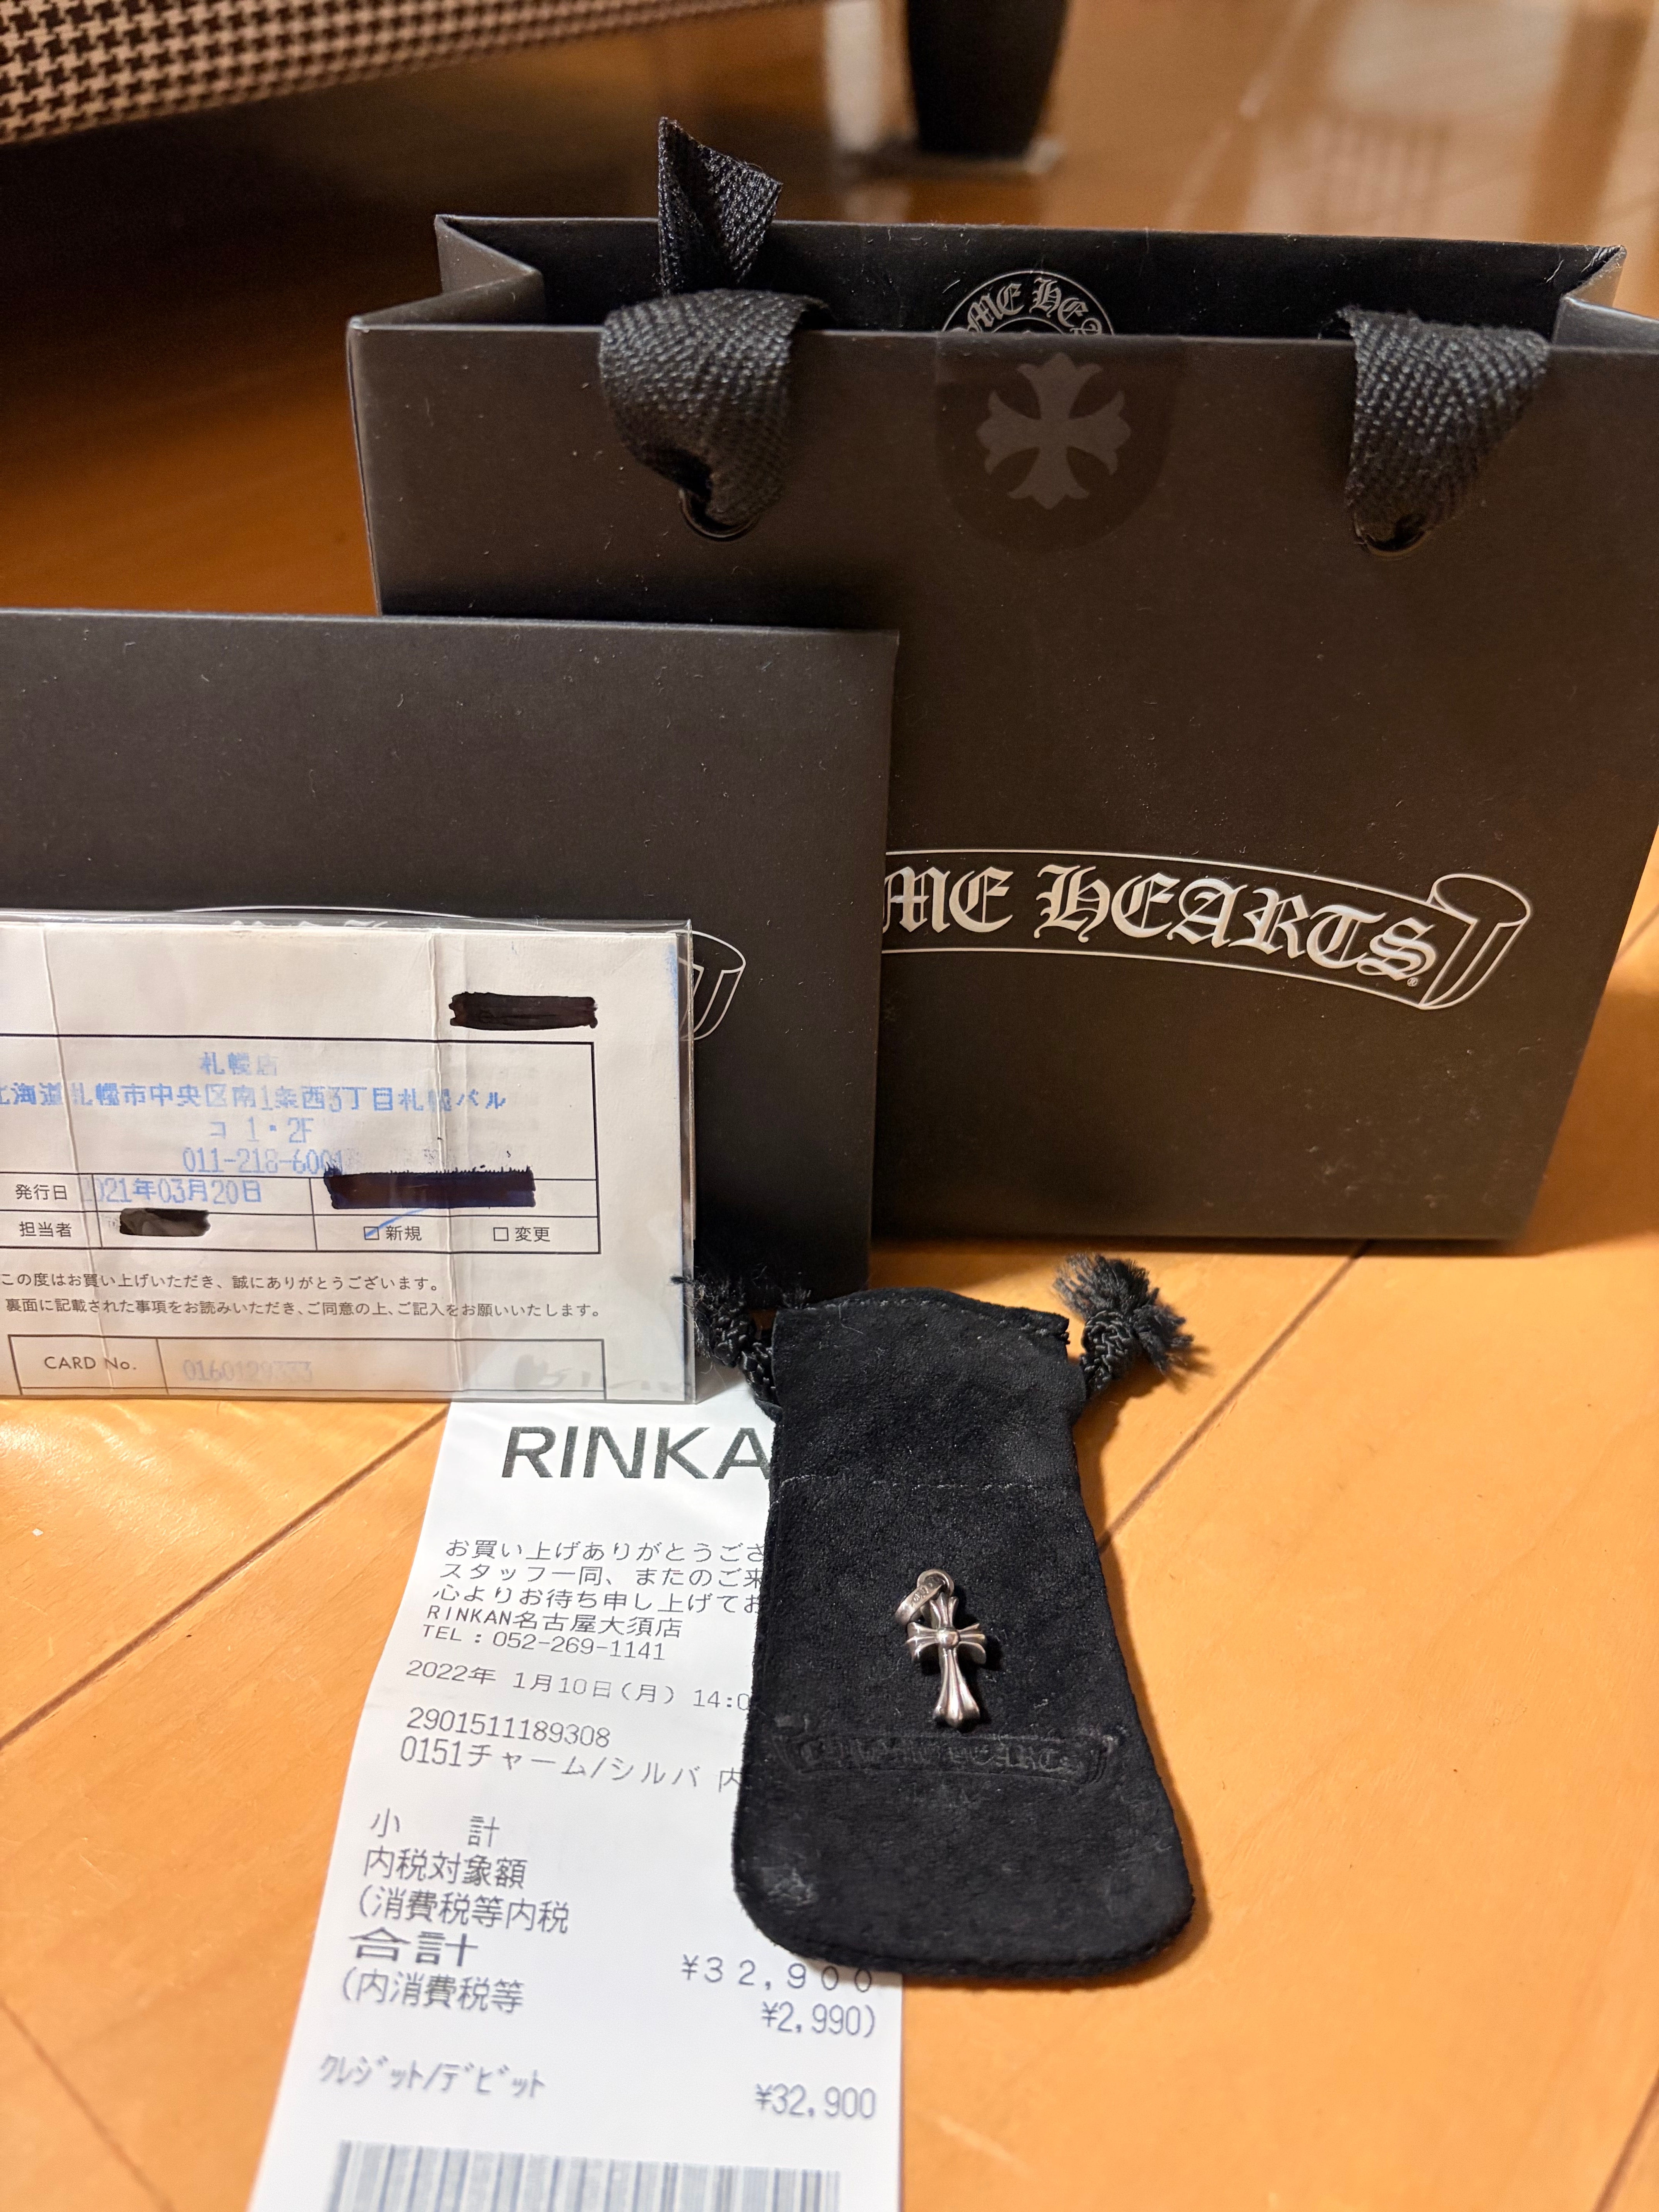 ME HEA
ME HEARTS®
札幌店
北海道札幌市中央区南1条西3丁目札幌パル
コ 1・2F
011-218-6001
発行日 2021年03月20日
担当者 ☑新規 □変更
この度はお買い上げいただき、誠にありがとうございます。
裏面に記載された事項をお読みいただき、ご同意の上、ご記入をお願いいたします。
CARD No. 0160129333
RINKA
お買い上げありがとうござ
スタッフ一同、またのご来
心よりお待ち申し上げてお
RINKAN名古屋大須店
TEL：052-269-1141
2022年 1月10日(月) 14:0
2901511189308
0151チャーム/シルバ 内
小 計
内税対象額
(消費税等内税
合計 ¥32,900
(内消費税等 ¥2,990)
ｸﾚｼﾞｯﾄ/ﾃﾞﾋﾞｯﾄ ¥32,900
CHROME HEARTS